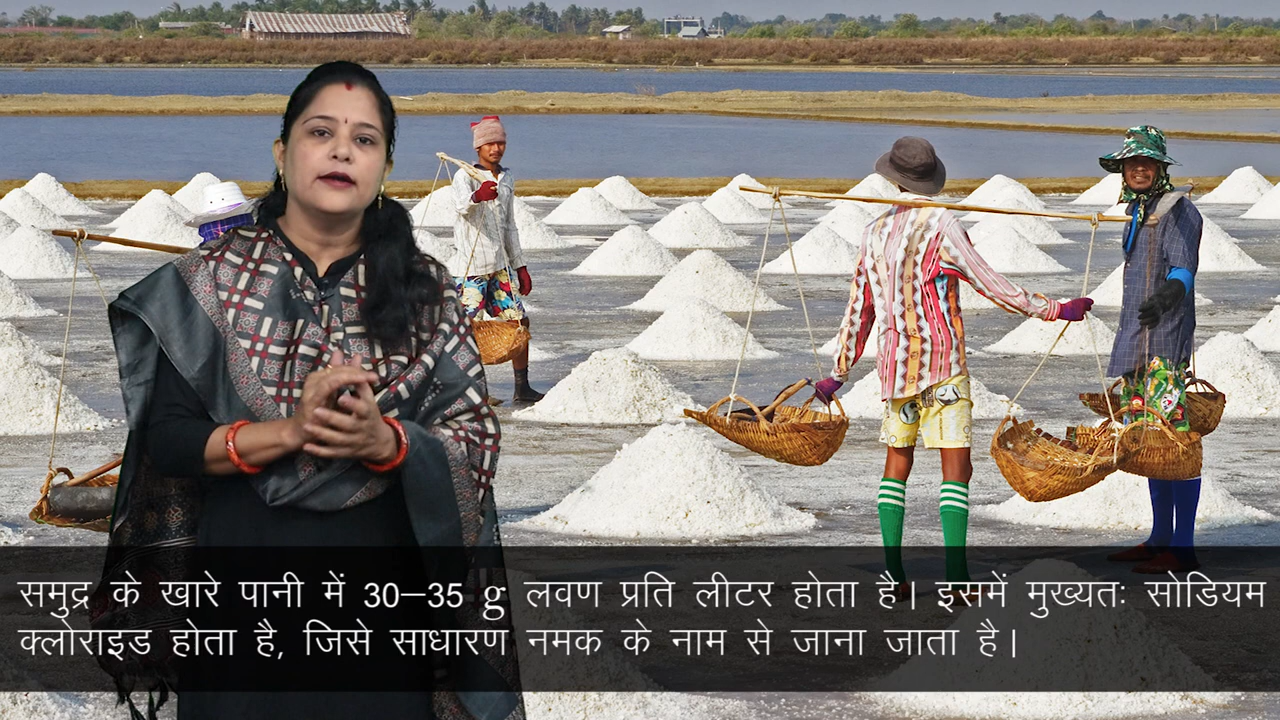 समुद्र के खारे पानी में 30–35 g लवण प्रति लीटर होता है। इसमें मुख्यतः सोडियम
क्लोराइड होता है, जिसे साधारण नमक के नाम से जाना जाता है।